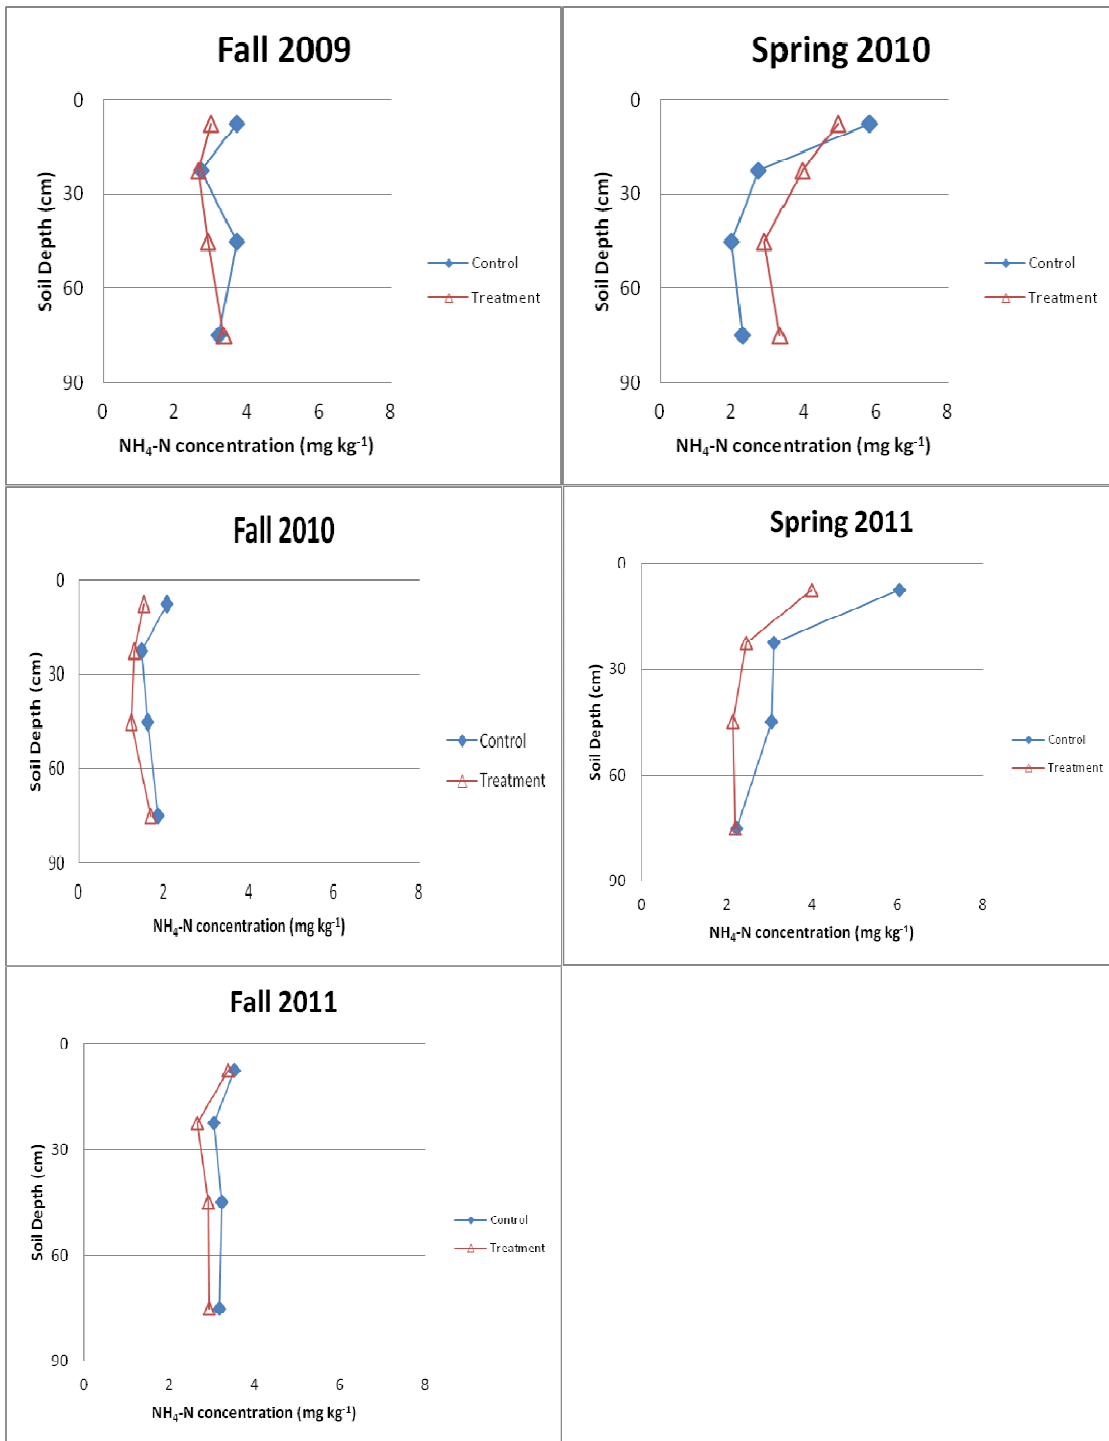 Fall 2009
0
30
60
90
Soil Depth (cm)
0 2 4 6 8
NH₄-N concentration (mg kg⁻¹)
Control
Treatment
Spring 2010
0
30
60
90
Soil Depth (cm)
0 2 4 6 8
NH₄-N concentration (mg kg⁻¹)
Control
Treatment
Fall 2010
0
30
60
90
Soil Depth (cm)
0 2 4 6 8
NH₄-N concentration (mg kg⁻¹)
Control
Treatment
Spring 2011
0
30
60
90
Soil Depth (cm)
0 2 4 6 8
NH₄-N concentration (mg kg⁻¹)
Control
Treatment
Fall 2011
0
30
60
90
Soil Depth (cm)
0 2 4 6 8
NH₄-N concentration (mg kg⁻¹)
Control
Treatment